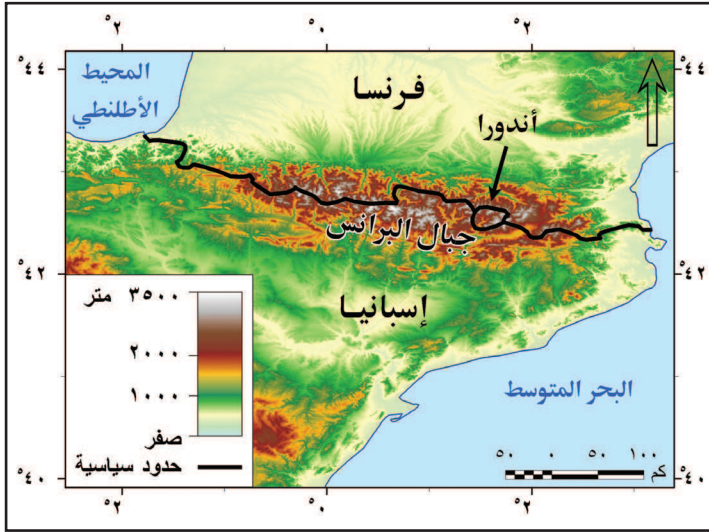 °٢ °٠ °٢
°٤٤ °٤٤
المحيط
الأطلنطي
فرنسا
أندورا
جبال البرانس
°٤٢ °٤٢
إسبانيا
البحر المتوسط
٣٥٠٠ متر
٢٠٠٠
١٠٠٠
صفر
حدود سياسية
٥٠ ٠ ٥٠ ١٠٠
كم
°٤٠ °٤٠
°٢ °٠ °٢